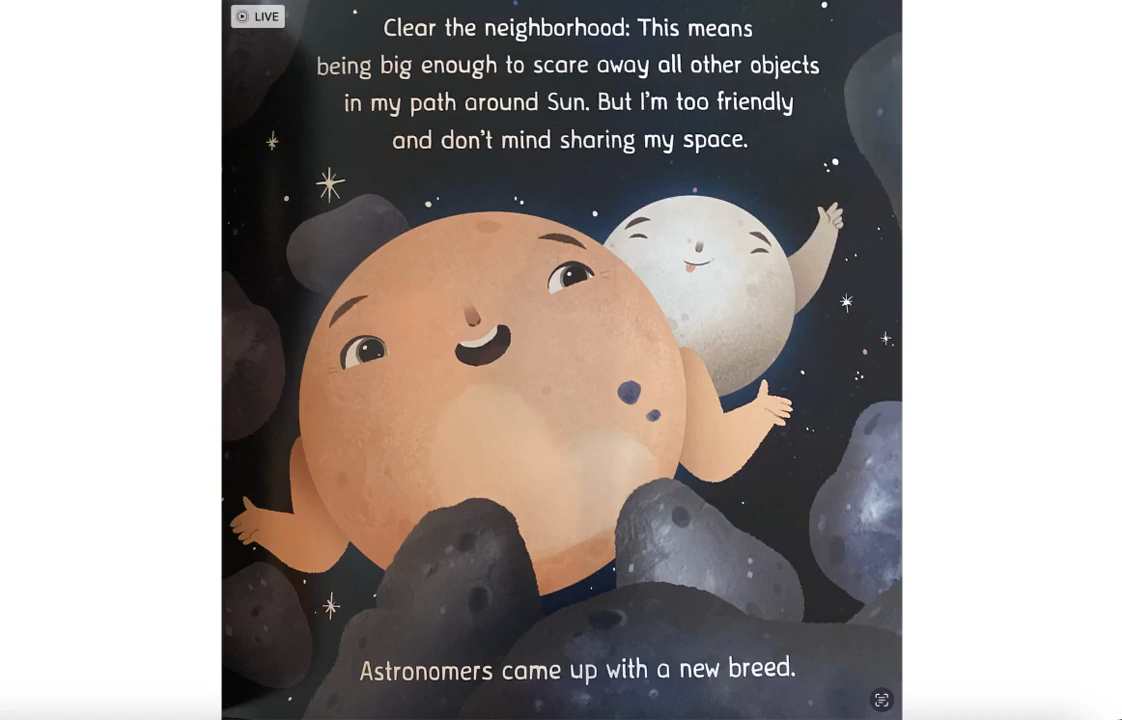 LIVE
Clear the neighborhood: This means
being big enough to scare away all other objects
in my path around Sun. But I'm too friendly
and don't mind sharing my space.
Astronomers came up with a new breed.